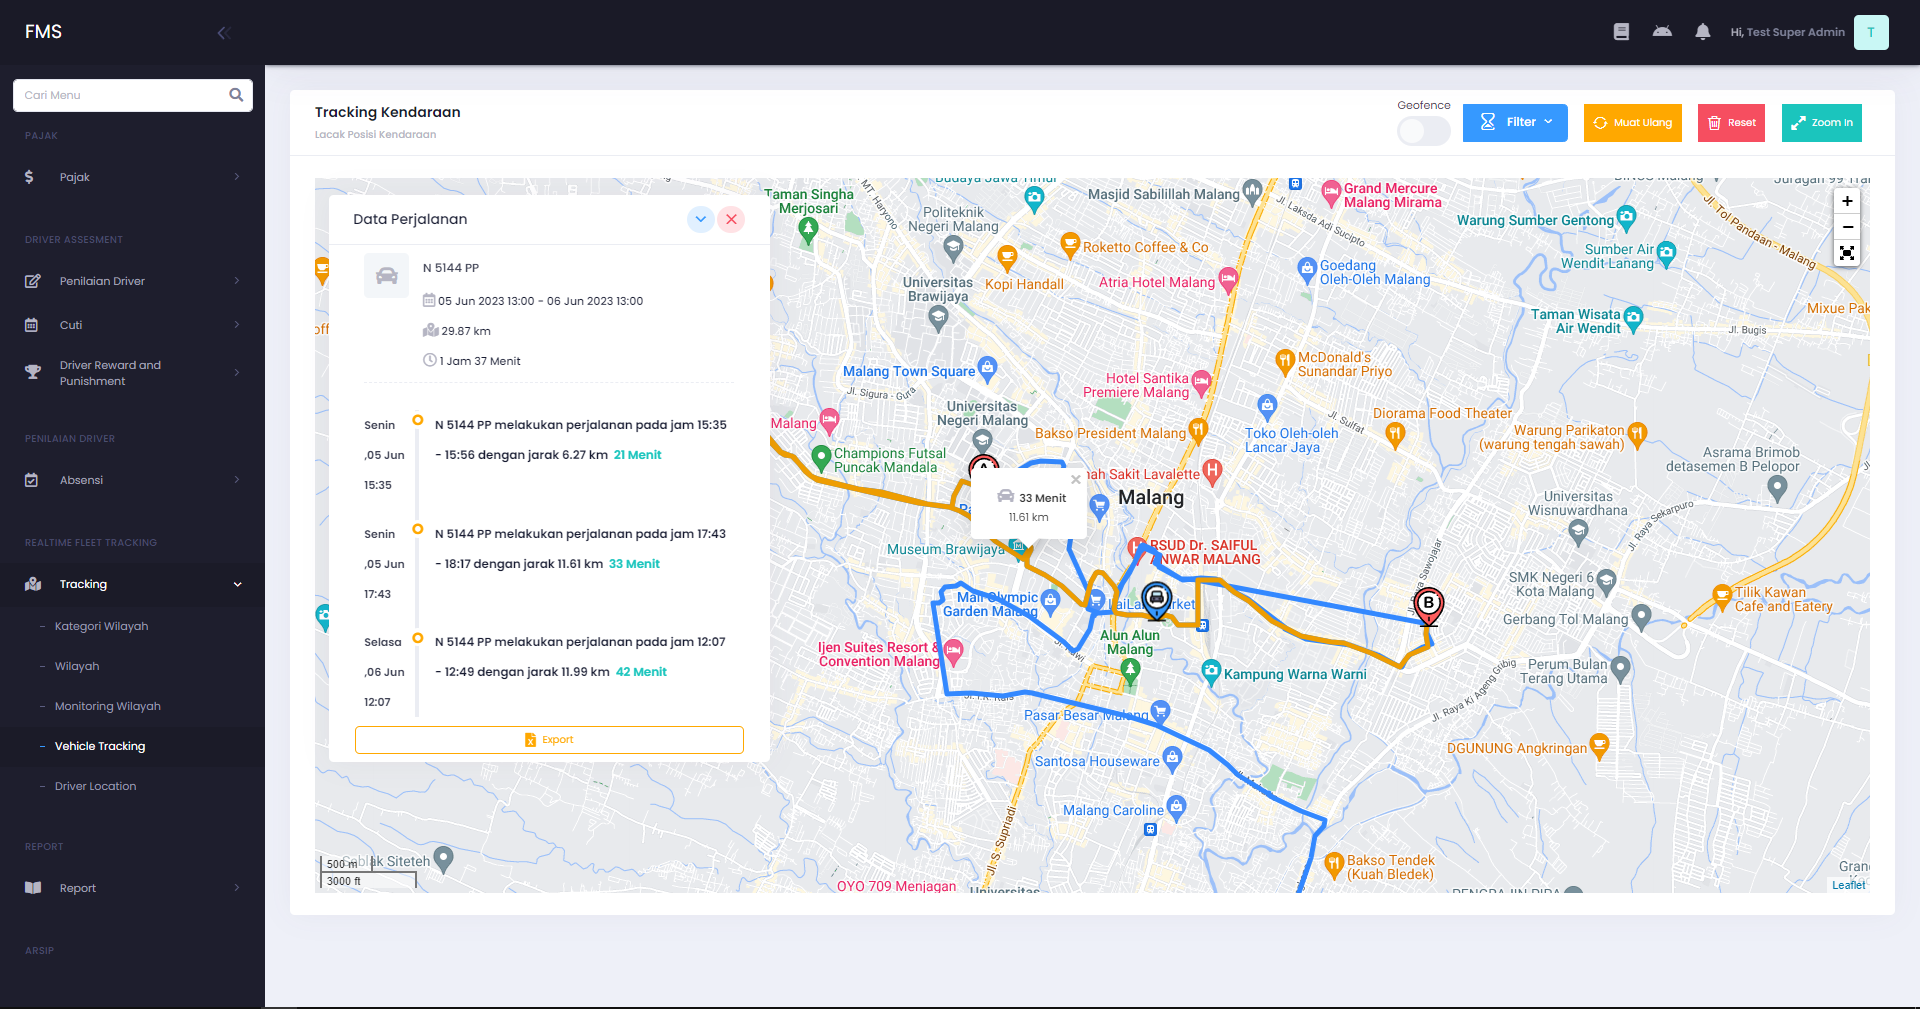 FMS
Hi, Test Super Admin
T
Cari Menu
PAJAK
Pajak
DRIVER ASSESMENT
Penilaian Driver
Cuti
Driver Reward and
Punishment
PENILAIAN DRIVER
Absensi
REALTIME FLEET TRACKING
Tracking
Kategori Wilayah
Wilayah
Monitoring Wilayah
Vehicle Tracking
Driver Location
REPORT
Report
ARSIP
Tracking Kendaraan
Lacak Posisi Kendaraan
Geofence
Filter
Muat Ulang
Reset
Zoom In
Data Perjalanan
N 5144 PP
05 Jun 2023 13:00 - 06 Jun 2023 13:00
29.87 km
1 Jam 37 Menit
Senin
,05 Jun
15:35
N 5144 PP melakukan perjalanan pada jam 15:35
- 15:56 dengan jarak 6.27 km 21 Menit
Senin
,05 Jun
17:43
N 5144 PP melakukan perjalanan pada jam 17:43
- 18:17 dengan jarak 11.61 km 33 Menit
Selasa
,06 Jun
12:07
N 5144 PP melakukan perjalanan pada jam 12:07
- 12:49 dengan jarak 11.99 km 42 Menit
Export
Taman Singha
Merjosari
JL. MT. Haryono
Politeknik
Negeri Malang
Masjid Sabilillah Malang
Grand Mercure
Malang Mirama
Jl. Laksda Adi Sucipto
Warung Sumber Gentong
Jl. Tol Pandaan - Malang
Sumber Air
Wendit Lanang
Roketto Coffee & Co
Kopi Handall
Universitas
Brawijaya
Atria Hotel Malang
Goedang
Oleh-Oleh Malang
Taman Wisata
Air Wendit
Mixue Pak
Jl. Bugis
Malang Town Square
Jl. Sigura - Gura
McDonald's
Sunandar Priyo
Hotel Santika
Premiere Malang
Universitas
Negeri Malang
Malang
Bakso President Malang
Toko Oleh-oleh
Lancar Jaya
Jl. Sulfat
Diorama Food Theater
Warung Parikaton
(warung tengah sawah)
Asrama Brimob
detasemen B Pelopor
Champions Futsal
Puncak Mandala
33 Menit
11.61 km
mah Sakit Lavalette
Malang
Universitas
Wisnuwardhana
Jl. Raya Sekarpuro
Museum Brawijaya
RSUD Dr. SAIFUL
ANWAR MALANG
Sawojajar
SMK Negeri 6
Kota Malang
Mall Olympic
Garden Malang
LaiLai Market
B
Tilik Kawan
Cafe and Eatery
Gerbang Tol Malang
Alun Alun
Malang
Ijen Suites Resort &
Convention Malang
Kampung Warna Warni
Perum Bulan
Terang Utama
Jl. Raya Ki Ageng Gribig
Pasar Besar Malang
DGUNUNG Angkringan
Santosa Houseware
Malang Caroline
Jl. S. Supriadi
Bakso Tendek
(Kuah Bledek)
OYO 709 Menjagan
Universitas
500 m
3000 ft
Leaflet